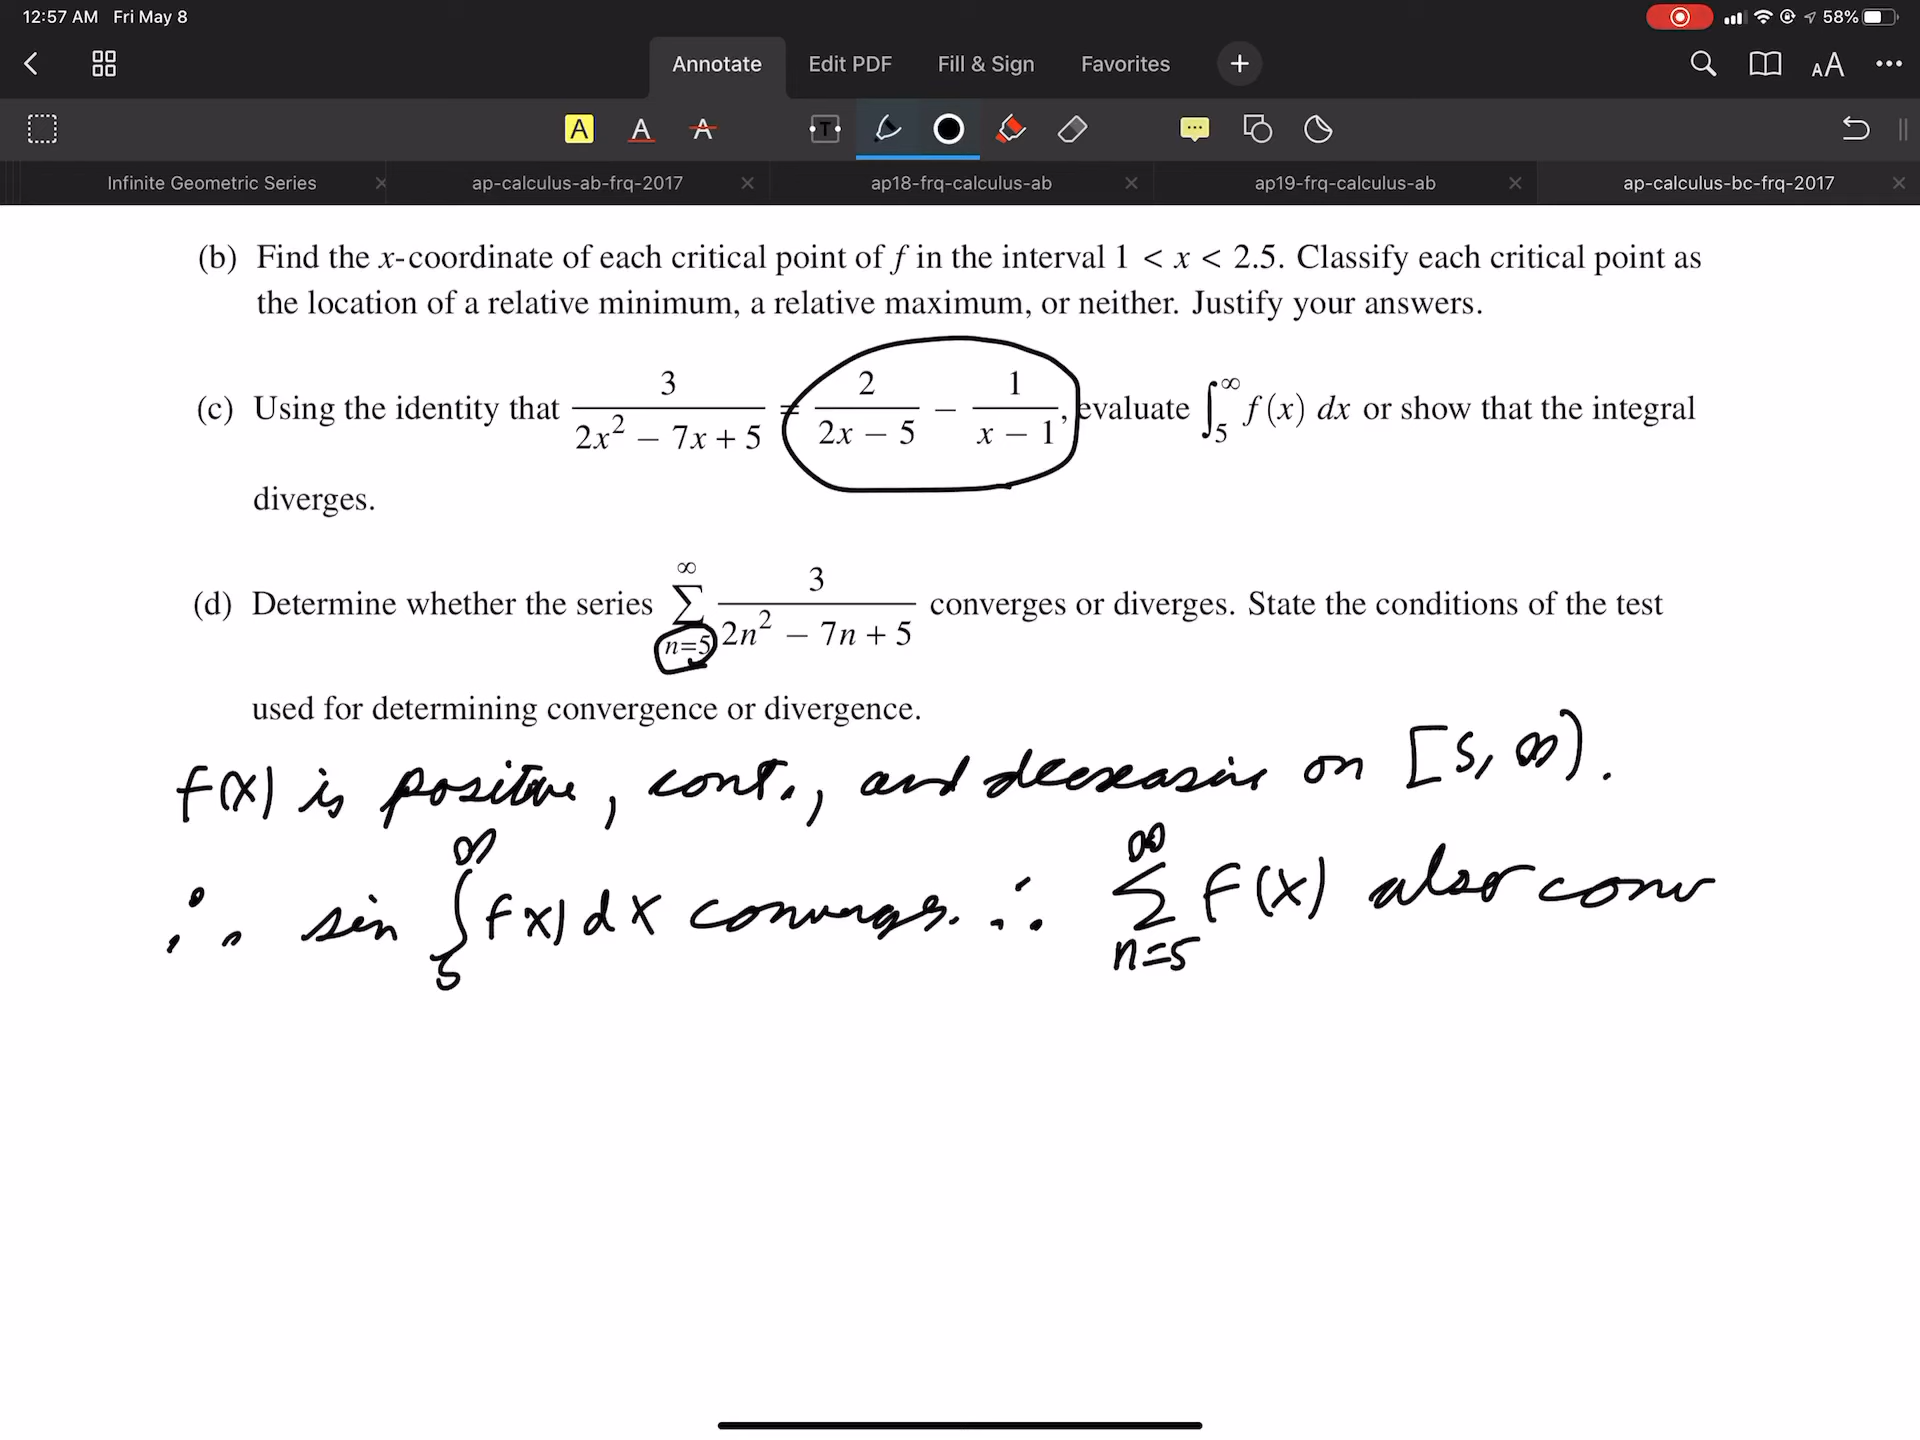 12:57 AM Fri May 8 58%
Annotate Edit PDF Fill & Sign Favorites +
A A A T AA
Infinite Geometric Series × ap-calculus-ab-frq-2017 × ap18-frq-calculus-ab × ap19-frq-calculus-ab × ap-calculus-bc-frq-2017 ×
(b) Find the x-coordinate of each critical point of f in the interval 1 < x < 2.5. Classify each critical point as
the location of a relative minimum, a relative maximum, or neither. Justify your answers.
(c) Using the identity that 3/(2x² − 7x + 5) = 2/(2x − 5) − 1/(x − 1), evaluate ∫₅^∞ f(x) dx or show that the integral
diverges.
(d) Determine whether the series ∑_{n=5}^∞ 3/(2n² − 7n + 5) converges or diverges. State the conditions of the test
used for determining convergence or divergence.
f(x) is positive, cont., and decreasing on [5, ∞).
∴ sin ∫₅^∞ f x) dx converges. ∴ ∑_{n=5}^∞ f(x) also conv